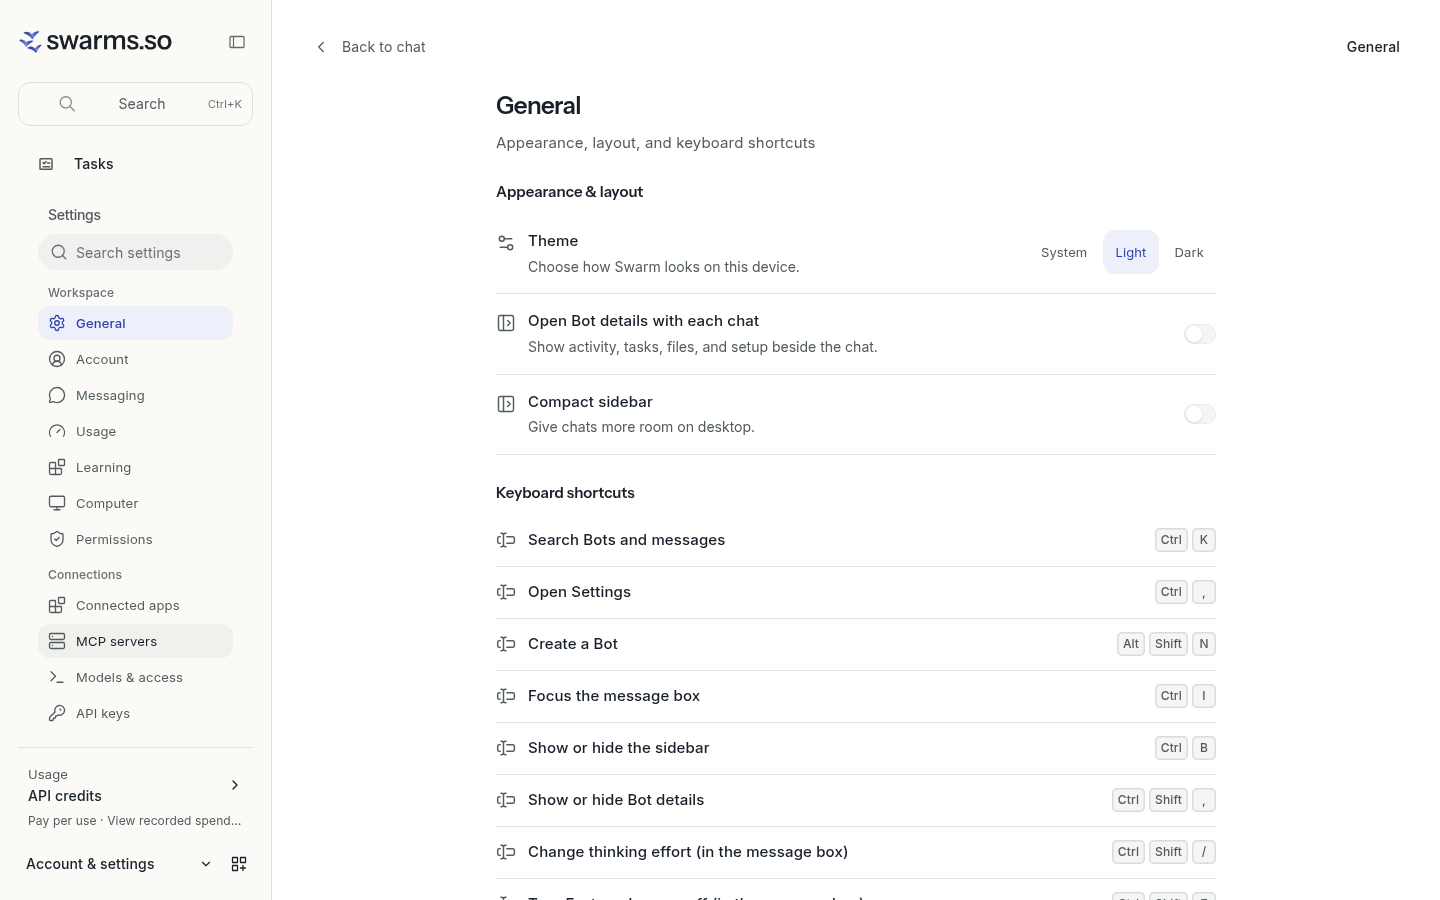 swarms.so
Search
Ctrl+K
Tasks
Settings
Search settings
Workspace
General
Account
Messaging
Usage
Learning
Computer
Permissions
Connections
Connected apps
MCP servers
Models & access
API keys
Usage
API credits
Pay per use · View recorded spend...
Account & settings
Back to chat
General
General
Appearance, layout, and keyboard shortcuts
Appearance & layout
Theme
Choose how Swarm looks on this device.
System Light Dark
Open Bot details with each chat
Show activity, tasks, files, and setup beside the chat.
Compact sidebar
Give chats more room on desktop.
Keyboard shortcuts
Search Bots and messages Ctrl K
Open Settings Ctrl ,
Create a Bot Alt Shift N
Focus the message box Ctrl I
Show or hide the sidebar Ctrl B
Show or hide Bot details Ctrl Shift ,
Change thinking effort (in the message box) Ctrl Shift /